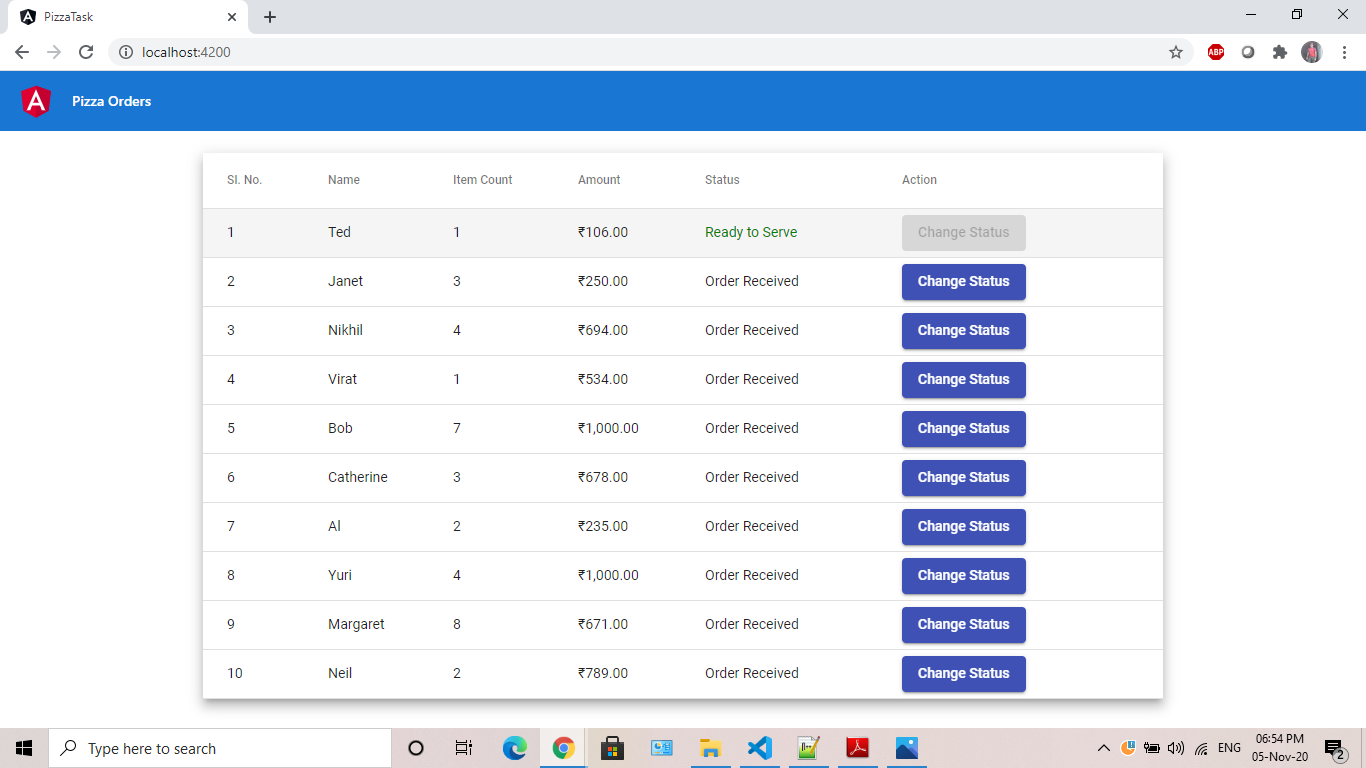 PizzaTask
localhost:4200
ABP
A
Pizza Orders
Sl. No. Name Item Count Amount Status Action
1 Ted 1 ₹106.00 Ready to Serve Change Status
2 Janet 3 ₹250.00 Order Received Change Status
3 Nikhil 4 ₹694.00 Order Received Change Status
4 Virat 1 ₹534.00 Order Received Change Status
5 Bob 7 ₹1,000.00 Order Received Change Status
6 Catherine 3 ₹678.00 Order Received Change Status
7 Al 2 ₹235.00 Order Received Change Status
8 Yuri 4 ₹1,000.00 Order Received Change Status
9 Margaret 8 ₹671.00 Order Received Change Status
10 Neil 2 ₹789.00 Order Received Change Status
Type here to search
ENG
06:54 PM
05-Nov-20
2